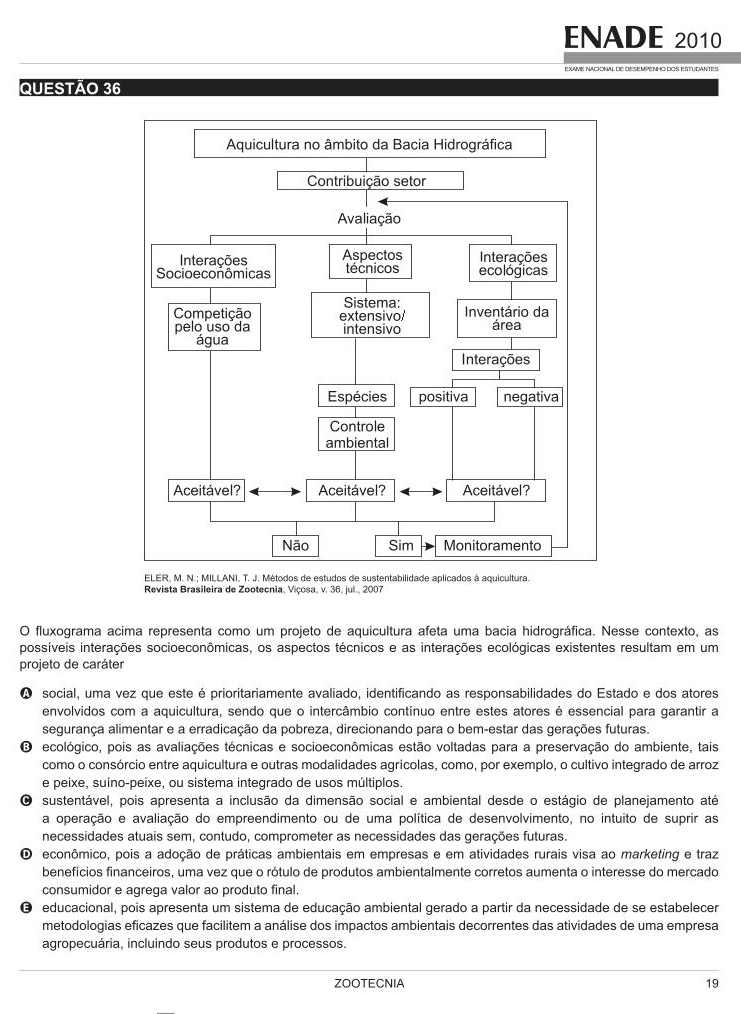 ENADE 2010
EXAME NACIONAL DE DESEMPENHO DOS ESTUDANTES
QUESTÃO 36
Aquicultura no âmbito da Bacia Hidrográfica
Contribuição setor
Avaliação
Interações
Socioeconômicas
Aspectos
técnicos
Interações
ecológicas
Competição
pelo uso da
água
Sistema:
extensivo/
intensivo
Inventário da
área
Interações
Espécies
positiva
negativa
Controle
ambiental
Aceitável?
Aceitável?
Aceitável?
Não
Sim
Monitoramento
ELER, M. N.; MILLANI, T. J. Métodos de estudos de sustentabilidade aplicados à aquicultura.
Revista Brasileira de Zootecnia, Viçosa, v. 36, jul., 2007
O fluxograma acima representa como um projeto de aquicultura afeta uma bacia hidrográfica. Nesse contexto, as
possíveis interações socioeconômicas, os aspectos técnicos e as interações ecológicas existentes resultam em um
projeto de caráter
A social, uma vez que este é prioritariamente avaliado, identificando as responsabilidades do Estado e dos atores
envolvidos com a aquicultura, sendo que o intercâmbio contínuo entre estes atores é essencial para garantir a
segurança alimentar e a erradicação da pobreza, direcionando para o bem-estar das gerações futuras.
B ecológico, pois as avaliações técnicas e socioeconômicas estão voltadas para a preservação do ambiente, tais
como o consórcio entre aquicultura e outras modalidades agrícolas, como, por exemplo, o cultivo integrado de arroz
e peixe, suíno-peixe, ou sistema integrado de usos múltiplos.
C sustentável, pois apresenta a inclusão da dimensão social e ambiental desde o estágio de planejamento até
a operação e avaliação do empreendimento ou de uma política de desenvolvimento, no intuito de suprir as
necessidades atuais sem, contudo, comprometer as necessidades das gerações futuras.
D econômico, pois a adoção de práticas ambientais em empresas e em atividades rurais visa ao marketing e traz
benefícios financeiros, uma vez que o rótulo de produtos ambientalmente corretos aumenta o interesse do mercado
consumidor e agrega valor ao produto final.
E educacional, pois apresenta um sistema de educação ambiental gerado a partir da necessidade de se estabelecer
metodologias eficazes que facilitem a análise dos impactos ambientais decorrentes das atividades de uma empresa
agropecuária, incluindo seus produtos e processos.
ZOOTECNIA
19